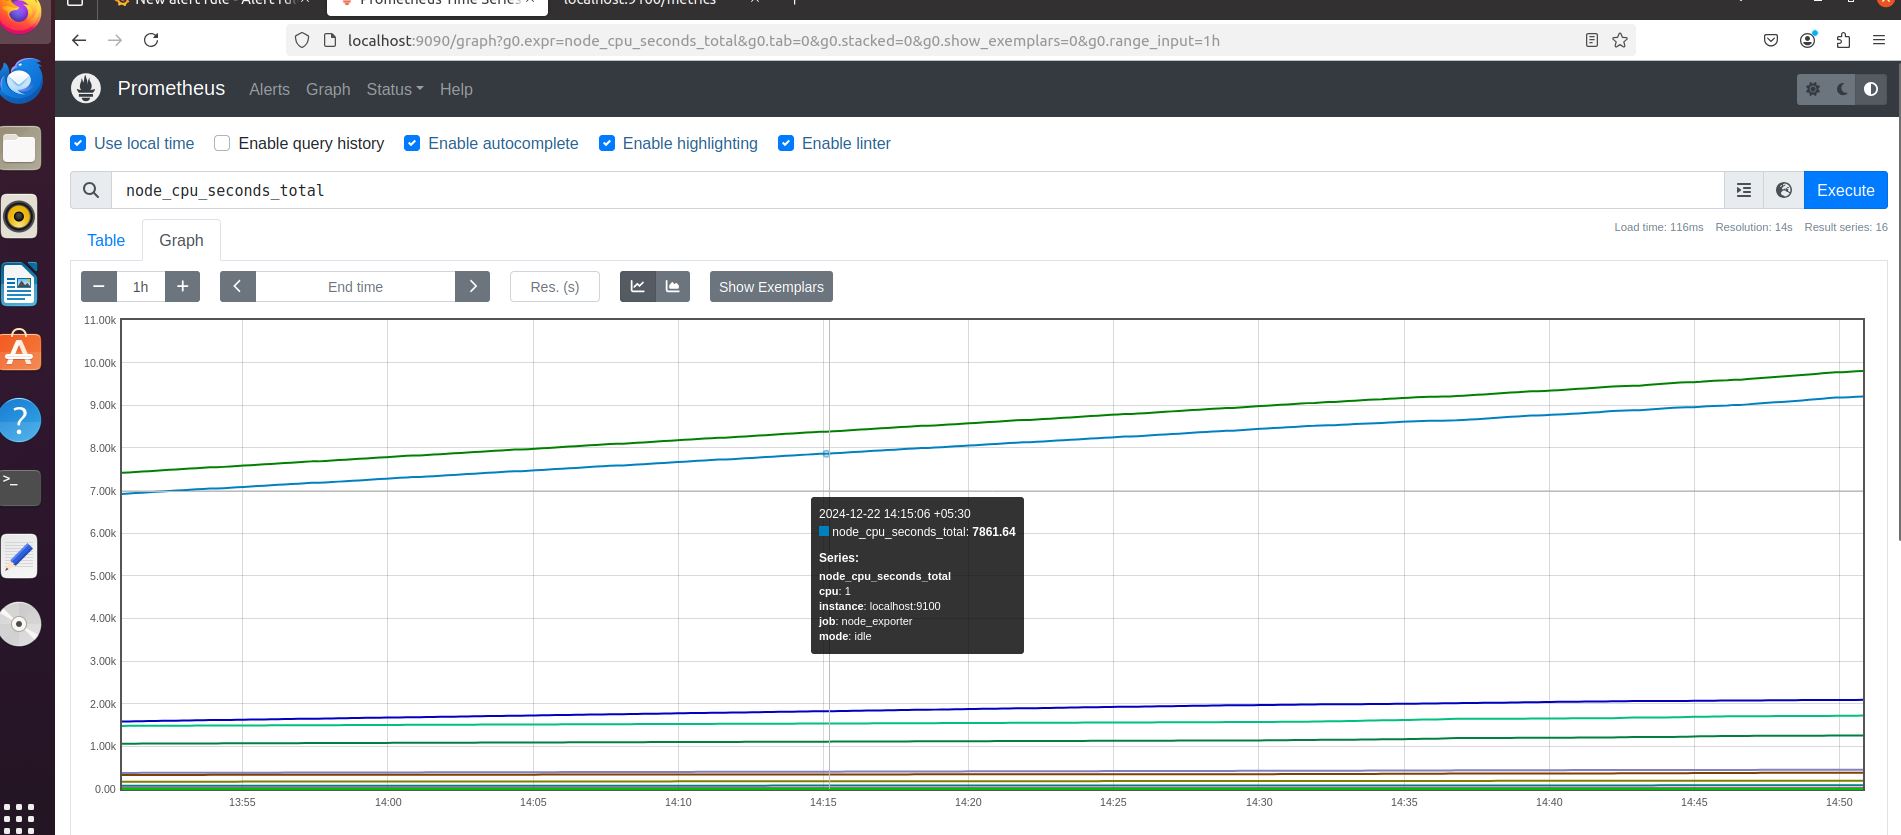 New alert rule - Alert ru
Prometheus Time Series
localhost:9100/metrics
localhost:9090/graph?g0.expr=node_cpu_seconds_total&g0.tab=0&g0.stacked=0&g0.show_exemplars=0&g0.range_input=1h
Prometheus Alerts Graph Status Help
Use local time Enable query history Enable autocomplete Enable highlighting Enable linter
node_cpu_seconds_total
Execute
Table Graph
Load time: 116ms Resolution: 14s Result series: 16
− 1h + End time Res. (s) Show Exemplars
11.00k
10.00k
9.00k
8.00k
7.00k
6.00k
5.00k
4.00k
3.00k
2.00k
1.00k
0.00
2024-12-22 14:15:06 +05:30
node_cpu_seconds_total: 7861.64
Series:
node_cpu_seconds_total
cpu: 1
instance: localhost:9100
job: node_exporter
mode: idle
13:55 14:00 14:05 14:10 14:15 14:20 14:25 14:30 14:35 14:40 14:45 14:50